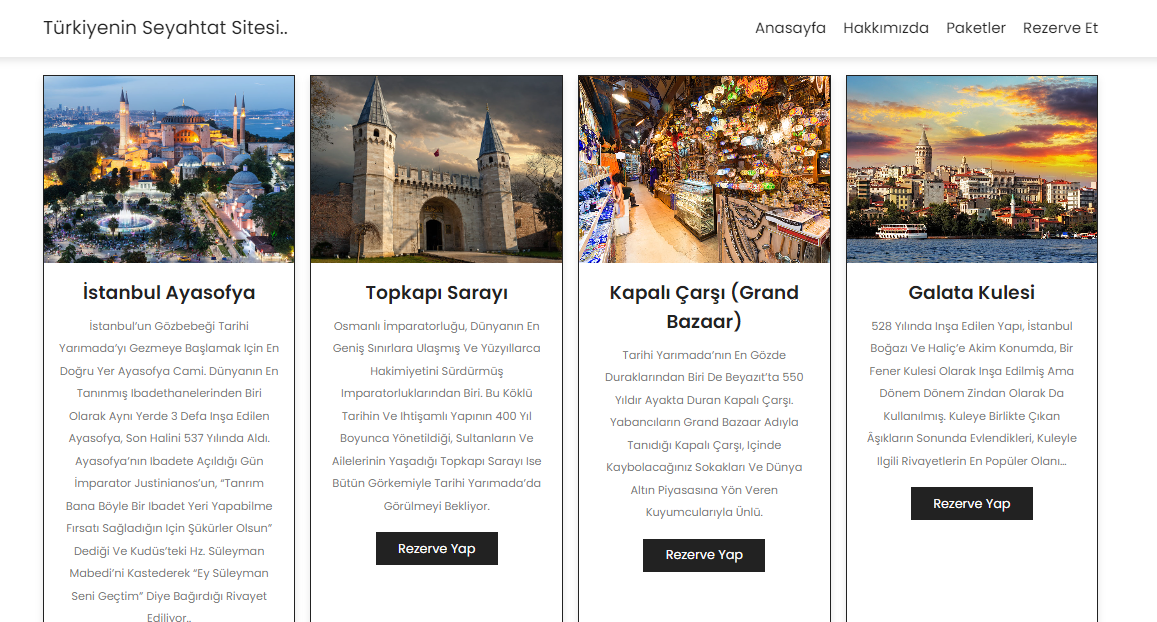 Türkiyenin Seyahtat Sitesi..
Anasayfa Hakkımızda Paketler Rezerve Et
İstanbul Ayasofya
İstanbul’un Gözbebeği Tarihi
Yarımada’yı Gezmeye Başlamak Için En
Doğru Yer Ayasofya Cami. Dünyanın En
Tanınmış Ibadethanelerinden Biri
Olarak Aynı Yerde 3 Defa Inşa Edilen
Ayasofya, Son Halini 537 Yılında Aldı.
Ayasofya’nın Ibadete Açıldığı Gün
İmparator Justinianos’un, “Tanrım
Bana Böyle Bir Ibadet Yeri Yapabilme
Fırsatı Sağladığın Için Şükürler Olsun”
Dediği Ve Kudüs’teki Hz. Süleyman
Mabedi’ni Kastederek “Ey Süleyman
Seni Geçtim” Diye Bağırdığı Rivayet
Ediliyor..
Topkapı Sarayı
Osmanlı İmparatorluğu, Dünyanın En
Geniş Sınırlara Ulaşmış Ve Yüzyıllarca
Hakimiyetini Sürdürmüş
Imparatorluklarından Biri. Bu Köklü
Tarihin Ve Ihtişamlı Yapının 400 Yıl
Boyunca Yönetildiği, Sultanların Ve
Ailelerinin Yaşadığı Topkapı Sarayı Ise
Bütün Görkemiyle Tarihi Yarımada’da
Görülmeyi Bekliyor.
Rezerve Yap
Kapalı Çarşı (Grand
Bazaar)
Tarihi Yarımada’nın En Gözde
Duraklarından Biri De Beyazıt’ta 550
Yıldır Ayakta Duran Kapalı Çarşı.
Yabancıların Grand Bazaar Adıyla
Tanıdığı Kapalı Çarşı, Içinde
Kaybolacağınız Sokakları Ve Dünya
Altın Piyasasına Yön Veren
Kuyumcularıyla Ünlü.
Rezerve Yap
Galata Kulesi
528 Yılında Inşa Edilen Yapı, İstanbul
Boğazı Ve Haliç’e Akim Konumda, Bir
Fener Kulesi Olarak Inşa Edilmiş Ama
Dönem Dönem Zindan Olarak Da
Kullanılmış. Kuleye Birlikte Çıkan
Âşıkların Sonunda Evlendikleri, Kuleyle
Ilgili Rivayetlerin En Popüler Olanı…
Rezerve Yap